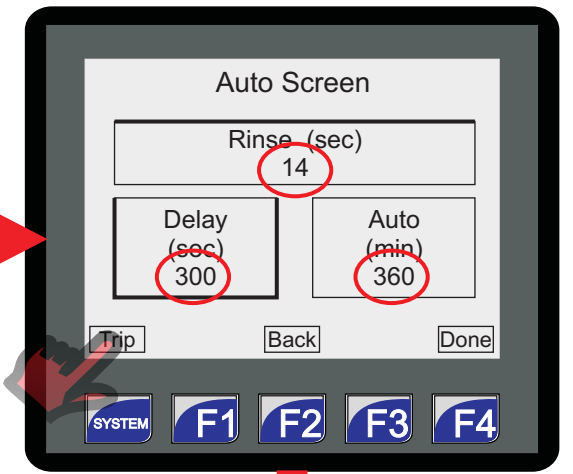 Auto Screen
Rinse (sec)
14
Delay
(sec)
300
Auto
(min)
360
Trip
Back
Done
SYSTEM
F1
F2
F3
F4